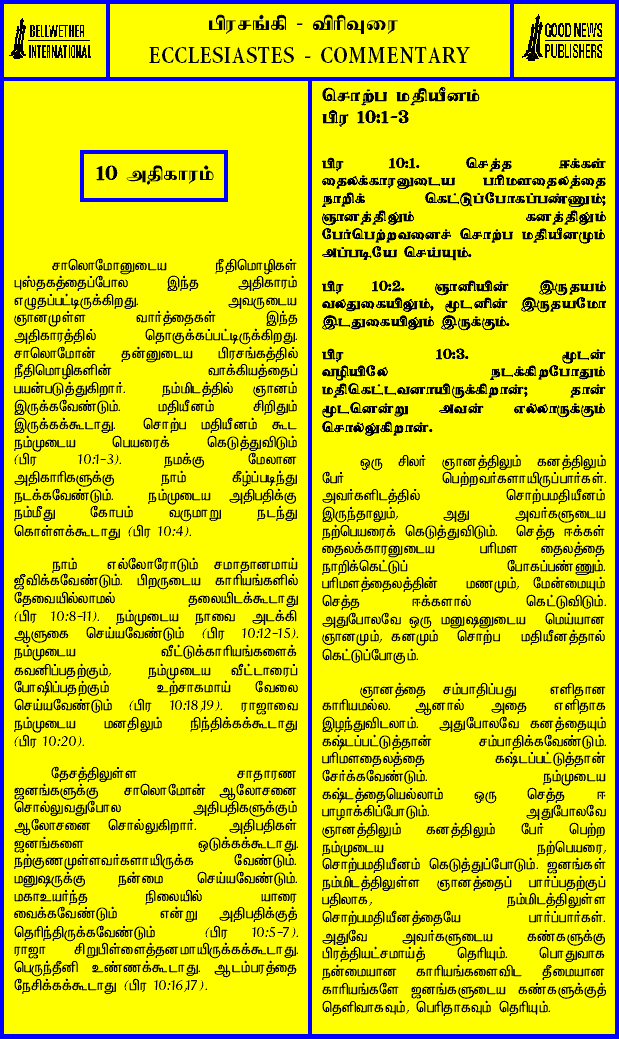 BELLWETHER
INTERNATIONAL
பிரசங்கி - விரிவுரை
ECCLESIASTES - COMMENTARY
GOOD NEWS
PUBLISHERS
10 அதிகாரம்
சாலொமோனுடைய நீதிமொழிகள்
புஸ்தகத்தைப்போல இந்த அதிகாரம்
எழுதப்பட்டிருக்கிறது. அவருடைய
ஞானமுள்ள வார்த்தைகள் இந்த
அதிகாரத்தில் தொகுக்கப்பட்டிருக்கிறது.
சாலொமோன் தன்னுடைய பிரசங்கத்தில்
நீதிமொழிகளின் வாக்கியத்தைப்
பயன்படுத்துகிறார். நம்மிடத்தில் ஞானம்
இருக்கவேண்டும். மதியீனம் சிறிதும்
இருக்கக்கூடாது. சொற்ப மதியீனம் கூட
நம்முடைய பெயரைக் கெடுத்துவிடும்
(பிர 10:1-3). நமக்கு மேலான
அதிகாரிகளுக்கு நாம் கீழ்ப்படிந்து
நடக்கவேண்டும். நம்முடைய அதிபதிக்கு
நம்மீது கோபம் வருமாறு நடந்து
கொள்ளக்கூடாது (பிர 10:4).
நாம் எல்லோரோடும் சமாதானமாய்
ஜீவிக்கவேண்டும். பிறருடைய காரியங்களில்
தேவையில்லாமல் தலையிடக்கூடாது
(பிர 10:8-11). நம்முடைய நாவை அடக்கி
ஆளுகை செய்யவேண்டும் (பிர 10:12-15).
நம்முடைய வீட்டுக்காரியங்களைக்
கவனிப்பதற்கும், நம்முடைய வீட்டாரைப்
போஷிப்பதற்கும் உற்சாகமாய் வேலை
செய்யவேண்டும் (பிர 10:18,19). ராஜாவை
நம்முடைய மனதிலும் நிந்திக்கக்கூடாது
(பிர 10:20).
தேசத்திலுள்ள சாதாரண
ஜனங்களுக்கு சாலொமோன் ஆலோசனை
சொல்லுவதுபோல அதிபதிகளுக்கும்
ஆலோசனை சொல்லுகிறார். அதிபதிகள்
ஜனங்களை ஒடுக்கக்கூடாது.
நற்குணமுள்ளவர்களாயிருக்க வேண்டும்.
மனுஷருக்கு நன்மை செய்யவேண்டும்.
மகாஉயர்ந்த நிலையில் யாரை
வைக்கவேண்டும் என்று அதிபதிக்குத்
தெரிந்திருக்கவேண்டும் (பிர 10:5-7).
ராஜா சிறுபிள்ளைத்தனமாயிருக்கக்கூடாது.
பெருந்தீனி உண்ணக்கூடாது. ஆடம்பரத்தை
நேசிக்கக்கூடாது (பிர 10:16,17).
சொற்ப மதியீனம்
பிர 10:1-3
பிர 10:1. செத்த ஈக்கள்
தைலக்காரனுடைய பரிமளதைலத்தை
நாறிக் கெட்டுப்போகப்பண்ணும்;
ஞானத்திலும் கனத்திலும்
பேர்பெற்றவனைச் சொற்ப மதியீனமும்
அப்படியே செய்யும்.
பிர 10:2. ஞானியின் இருதயம்
வலதுகையிலும், மூடனின் இருதயமோ
இடதுகையிலும் இருக்கும்.
பிர 10:3. மூடன்
வழியிலே நடக்கிறபோதும்
மதிகெட்டவனாயிருக்கிறான்; தான்
மூடனென்று அவன் எல்லாருக்கும்
சொல்லுகிறான்.
ஒரு சிலர் ஞானத்திலும் கனத்திலும்
பேர் பெற்றவர்களாயிருப்பார்கள்.
அவர்களிடத்தில் சொற்பமதியீனம்
இருந்தாலும், அது அவர்களுடைய
நற்பெயரைக் கெடுத்துவிடும். செத்த ஈக்கள்
தைலக்காரனுடைய பரிமள தைலத்தை
நாறிக்கெட்டுப் போகப்பண்ணும்.
பரிமளத்தைலத்தின் மணமும், மேன்மையும்
செத்த ஈக்களால் கெட்டுவிடும்.
அதுபோலவே ஒரு மனுஷனுடைய மெய்யான
ஞானமும், கனமும் சொற்ப மதியீனத்தால்
கெட்டுப்போகும்.
ஞானத்தை சம்பாதிப்பது எளிதான
காரியமல்ல. ஆனால் அதை எளிதாக
இழந்துவிடலாம். அதுபோலவே கனத்தையும்
கஷ்டப்பட்டுத்தான் சம்பாதிக்கவேண்டும்.
பரிமளதைலத்தை கஷ்டப்பட்டுத்தான்
சேர்க்கவேண்டும். நம்முடைய
கஷ்டத்தையெல்லாம் ஒரு செத்த ஈ
பாழாக்கிப்போடும். அதுபோலவே
ஞானத்திலும் கனத்திலும் பேர் பெற்ற
நம்முடைய நற்பெயரை,
சொற்பமதியீனம் கெடுத்துப்போடும். ஜனங்கள்
நம்மிடத்திலுள்ள ஞானத்தைப் பார்ப்பதற்குப்
பதிலாக, நம்மிடத்திலுள்ள
சொற்பமதியீனத்தையே பார்ப்பார்கள்.
அதுவே அவர்களுடைய கண்களுக்கு
பிரத்தியட்சமாய்த் தெரியும். பொதுவாக
நன்மையான காரியங்களைவிட தீமையான
காரியங்களே ஜனங்களுடைய கண்களுக்குத்
தெளிவாகவும், பெரிதாகவும் தெரியும்.